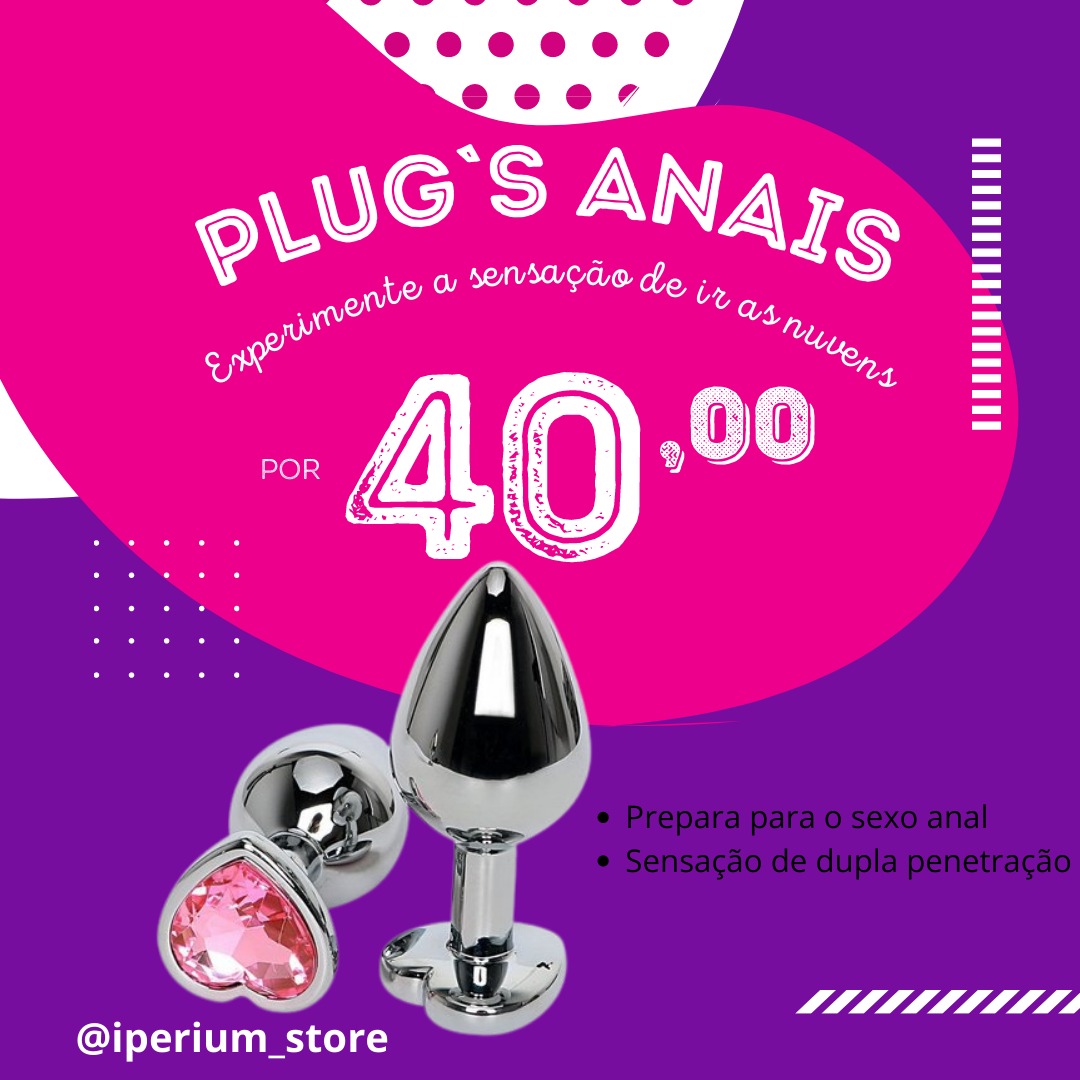 PLUG`S ANAIS
Experimente a sensação de ir as nuvens
POR 40,00
• Prepara para o sexo anal
• Sensação de dupla penetração
@iperium_store